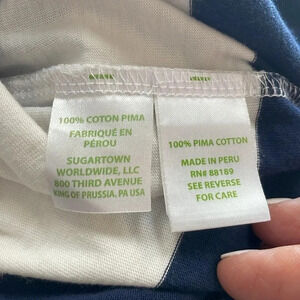 100% COTON PIMA
FABRIQUÉ EN
PÉROU
SUGARTOWN
WORLDWIDE, LLC
800 THIRD AVENUE
KING OF PRUSSIA. PA USA
100% PIMA COTTON
MADE IN PERU
RN# 88189
SEE REVERSE
FOR CARE